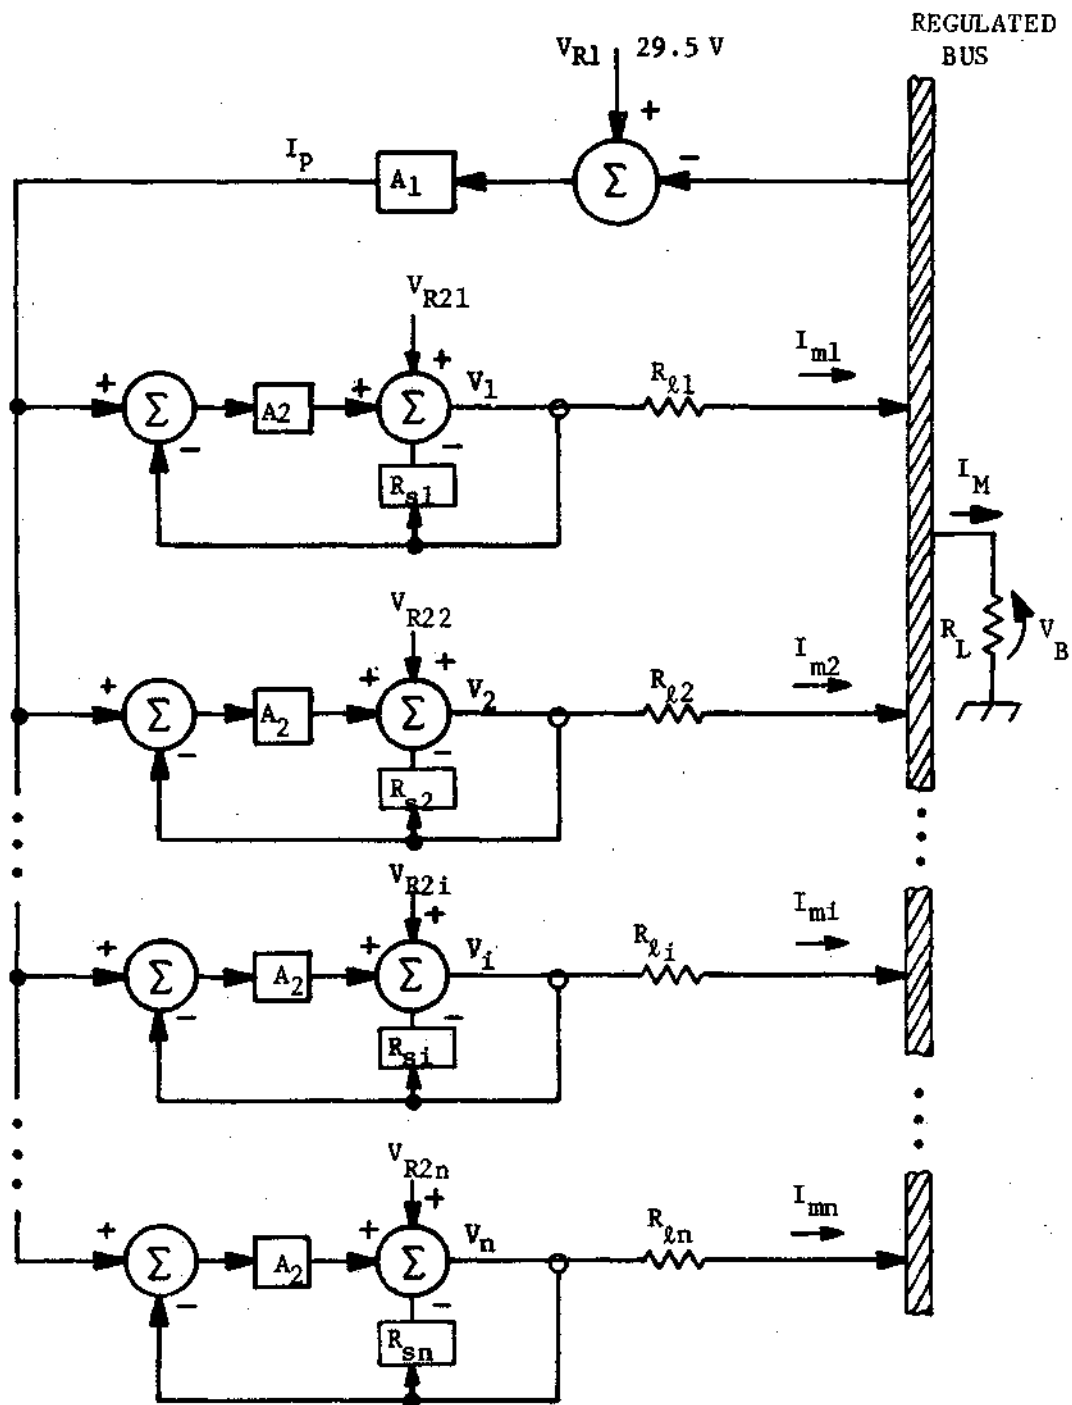 REGULATED
BUS
V_R1 29.5 V
+
−
Σ
I_P
A_1
V_R21
+
+
+
Σ
−
A2
Σ
−
V_1
R_s1
R_ℓ1
I_m1
I_M
R_L
V_B
V_R22
+
+
+
Σ
−
A_2
Σ
−
V_2
R_s2
R_ℓ2
I_m2
V_R2i
+
+
+
Σ
−
A_2
Σ
−
V_i
R_si
R_ℓi
I_mi
V_R2n
+
+
+
Σ
−
A_2
Σ
−
V_n
R_sn
R_ℓn
I_mn